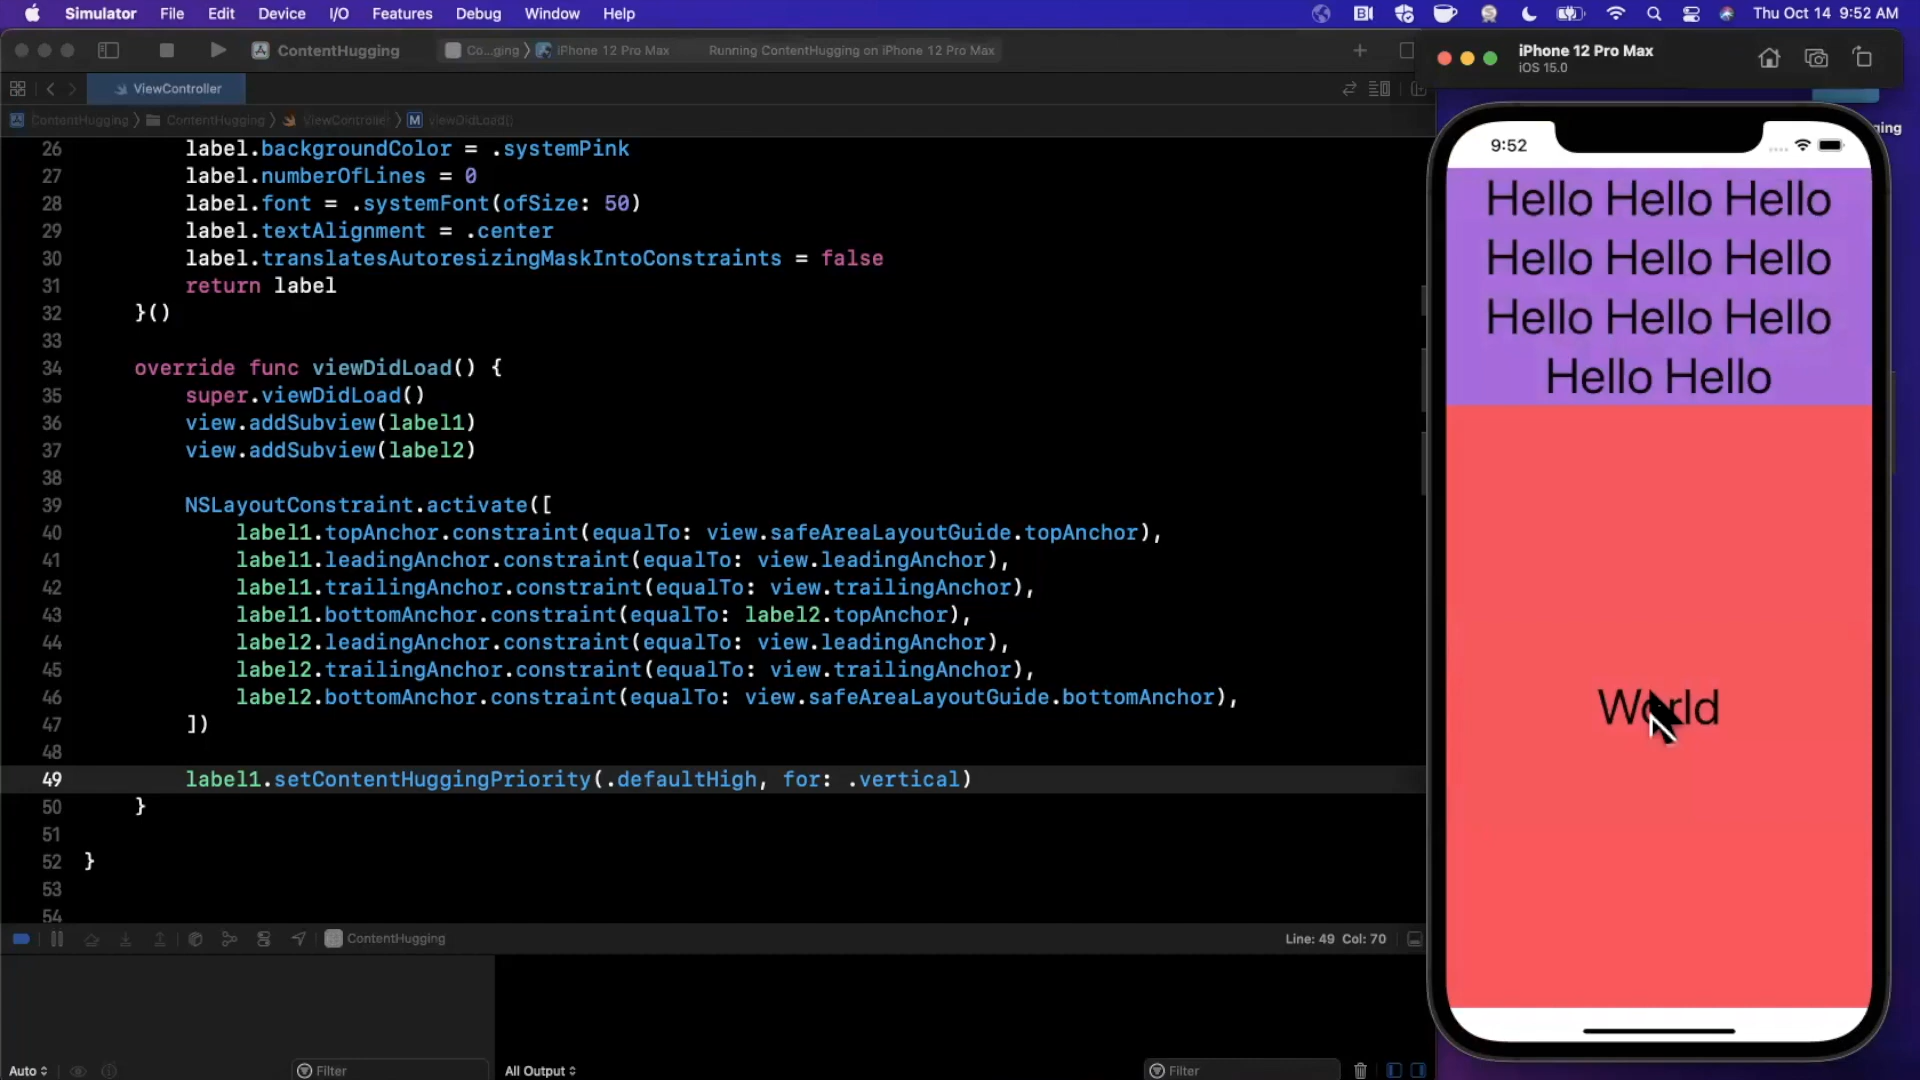 Simulator File Edit Device I/O Features Debug Window Help Thu Oct 14 9:52 AM
ContentHugging Co...ging iPhone 12 Pro Max Running ContentHugging on iPhone 12 Pro Max
iPhone 12 Pro Max
iOS 15.0
ViewController
ContentHugging ContentHugging ViewController M viewDidLoad()
26 label.backgroundColor = .systemPink
27 label.numberOfLines = 0
28 label.font = .systemFont(ofSize: 50)
29 label.textAlignment = .center
30 label.translatesAutoresizingMaskIntoConstraints = false
31 return label
32 }()
33
34 override func viewDidLoad() {
35 super.viewDidLoad()
36 view.addSubview(label1)
37 view.addSubview(label2)
38
39 NSLayoutConstraint.activate([
40 label1.topAnchor.constraint(equalTo: view.safeAreaLayoutGuide.topAnchor),
41 label1.leadingAnchor.constraint(equalTo: view.leadingAnchor),
42 label1.trailingAnchor.constraint(equalTo: view.trailingAnchor),
43 label1.bottomAnchor.constraint(equalTo: label2.topAnchor),
44 label2.leadingAnchor.constraint(equalTo: view.leadingAnchor),
45 label2.trailingAnchor.constraint(equalTo: view.trailingAnchor),
46 label2.bottomAnchor.constraint(equalTo: view.safeAreaLayoutGuide.bottomAnchor),
47 ])
48
49 label1.setContentHuggingPriority(.defaultHigh, for: .vertical)
50 }
51
52 }
53
54
ContentHugging Line: 49 Col: 70
Auto Filter All Output Filter
ging
9:52
Hello Hello Hello
Hello Hello Hello
Hello Hello Hello
Hello Hello
World